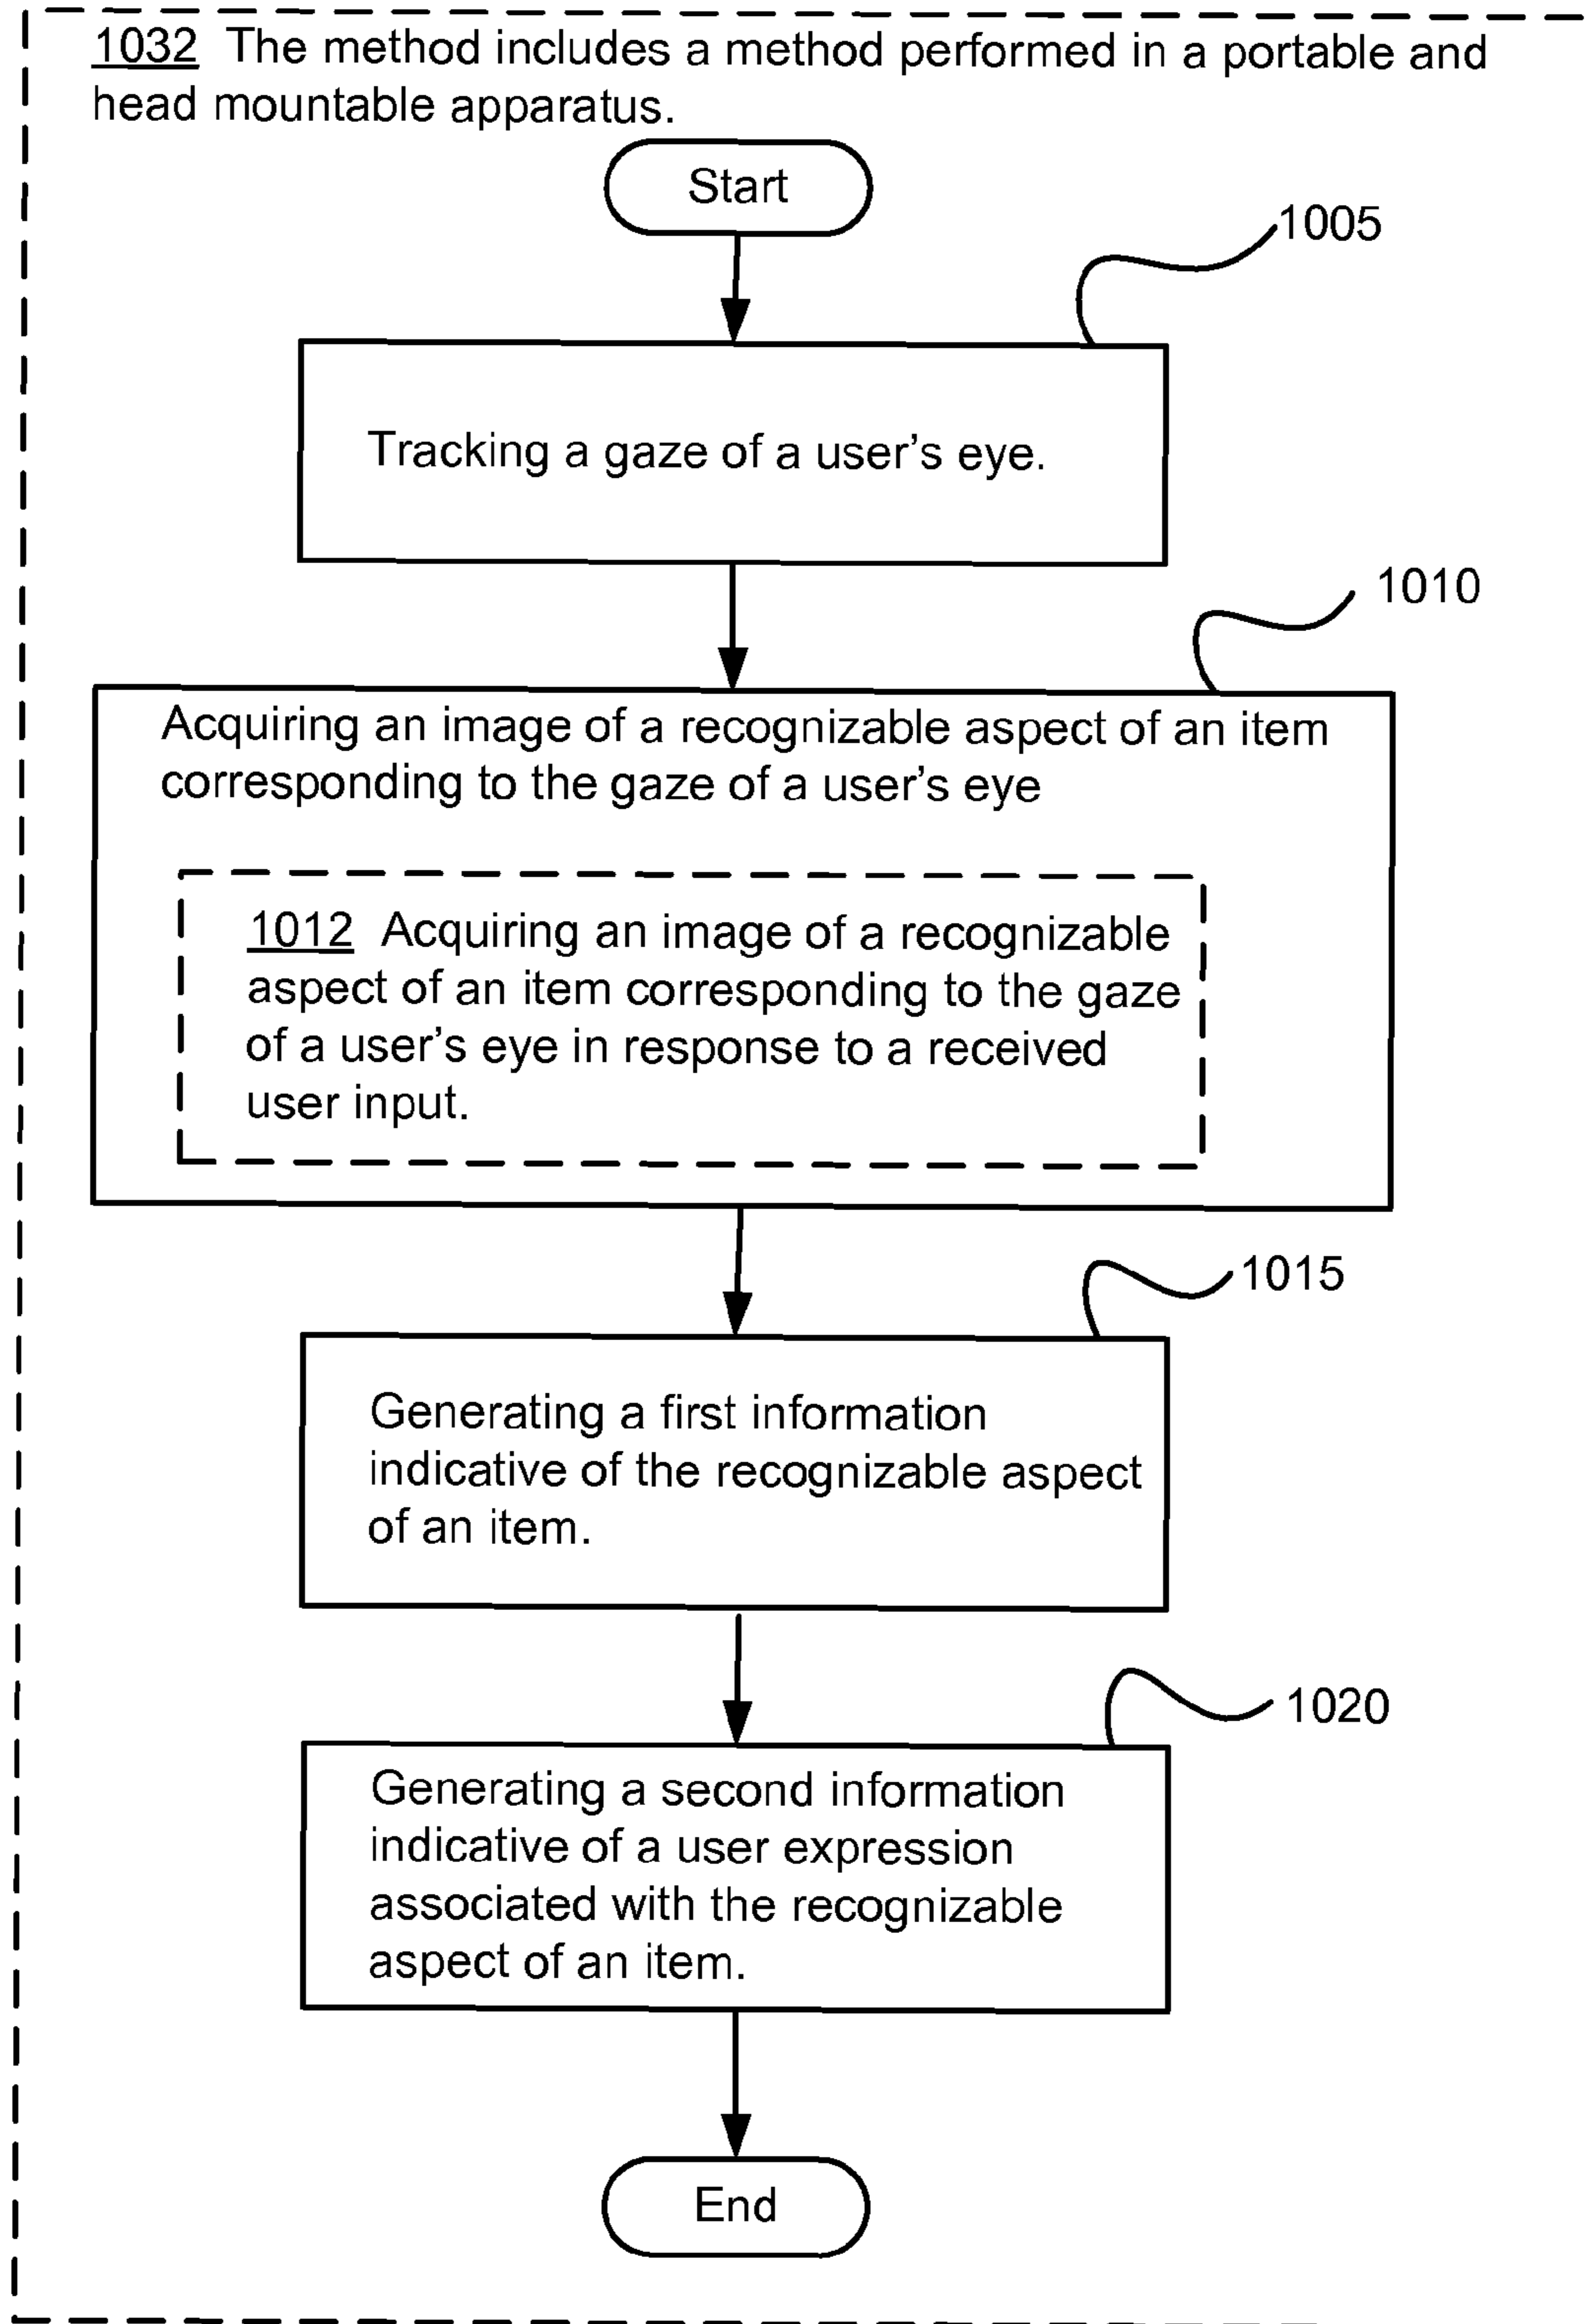 1032 The method includes a method performed in a portable and
head mountable apparatus.
Start
1005
Tracking a gaze of a user’s eye.
1010
Acquiring an image of a recognizable aspect of an item
corresponding to the gaze of a user’s eye
1012 Acquiring an image of a recognizable
aspect of an item corresponding to the gaze
of a user’s eye in response to a received
user input.
1015
Generating a first information
indicative of the recognizable aspect
of an item.
1020
Generating a second information
indicative of a user expression
associated with the recognizable
aspect of an item.
End